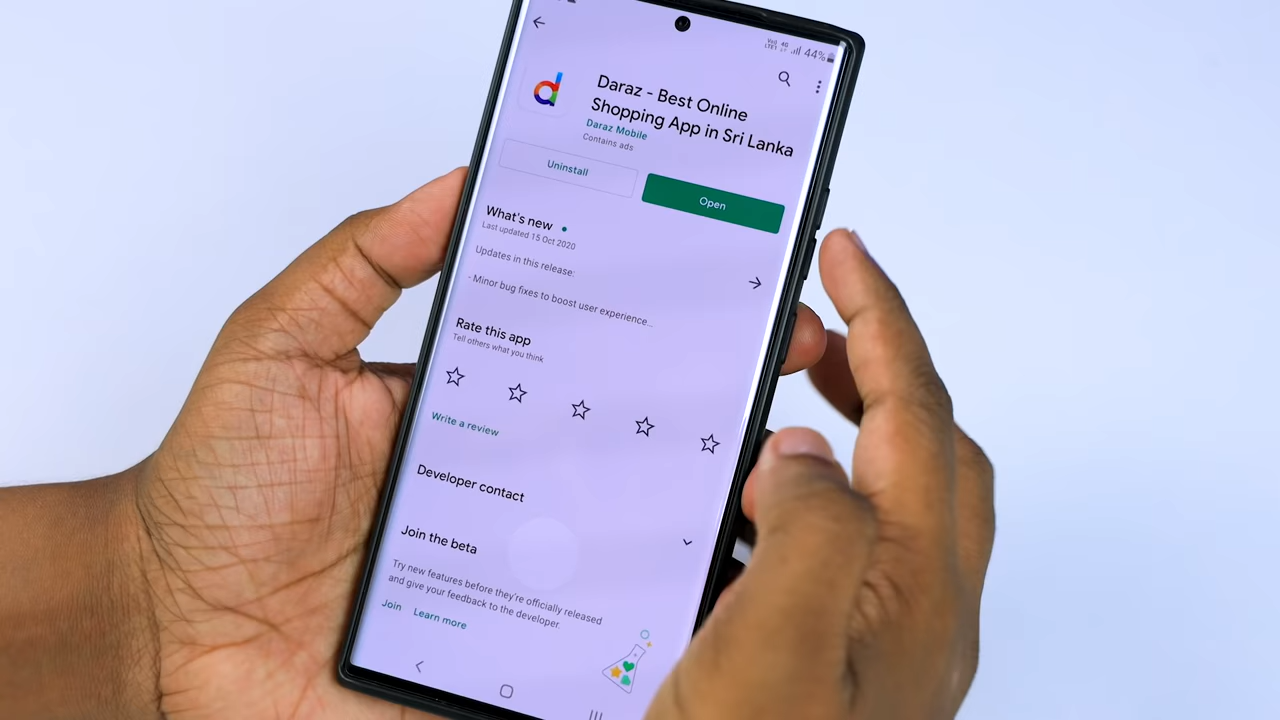 VoLTE 4G 44%
Daraz - Best Online
Shopping App in Sri Lanka
Daraz Mobile
Contains ads
Uninstall
Open
What's new
Last updated 15 Oct 2020
Updates in this release:
- Minor bug fixes to boost user experience...
Rate this app
Tell others what you think
Write a review
Developer contact
Join the beta
Try new features before they're officially released
and give your feedback to the developer.
Join Learn more